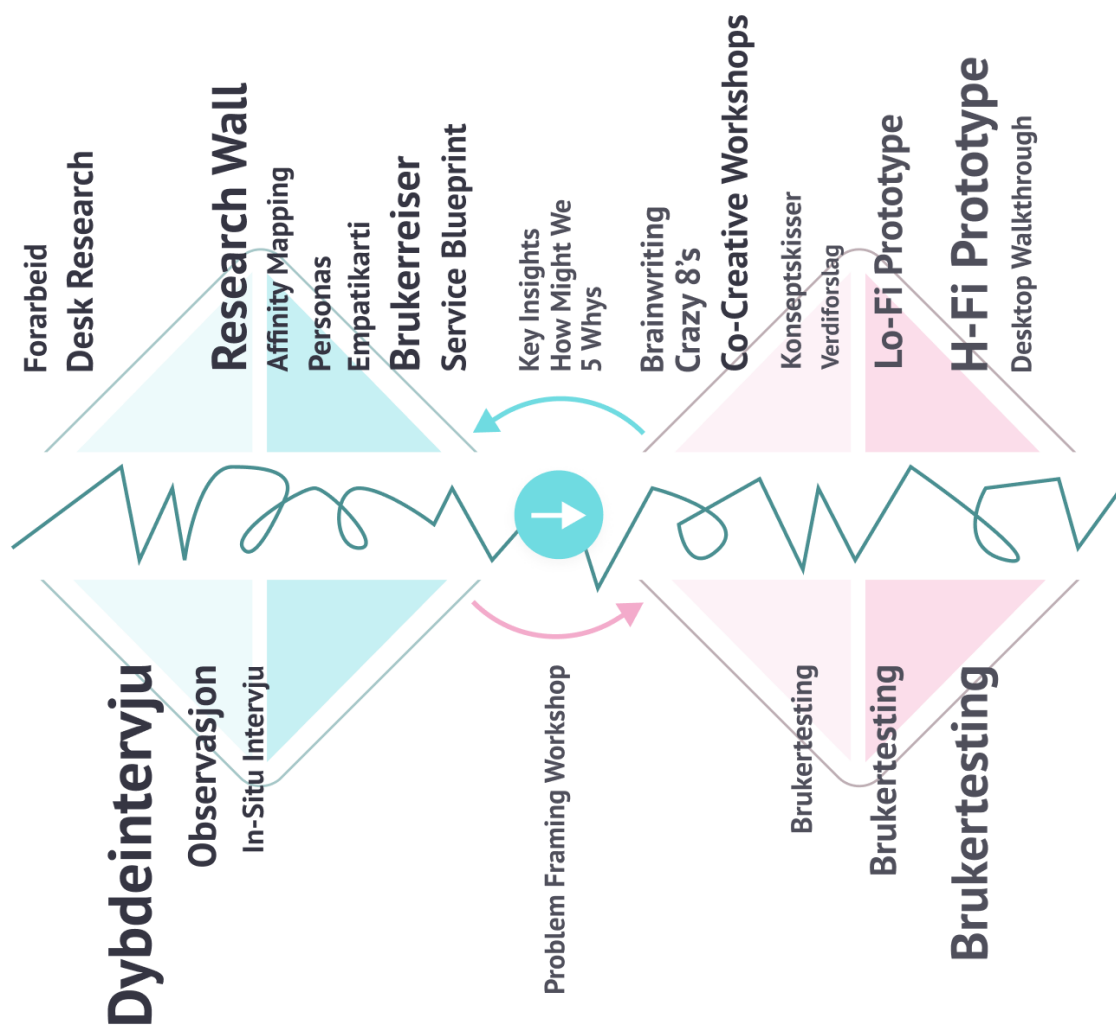 Forarbeid
Desk Research
Research Wall
Affinity Mapping
Personas
Empatikarti
Brukerreiser
Service Blueprint
Key Insights
How Might We
5 Whys
Brainwriting
Crazy 8's
Co-Creative Workshops
Konseptskisser
Verdiforslag
Lo-Fi Prototype
H-Fi Prototype
Desktop Walkthrough
Dybdeintervju
Observasjon
In-Situ Intervju
Problem Framing Workshop
Brukertesting
Brukertesting
Brukertesting